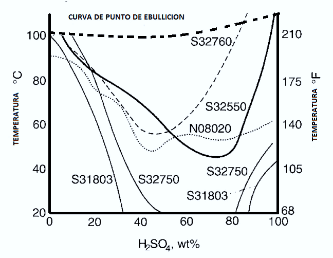 CURVA DE PUNTO DE EBULLICION
100
80
60
40
20
°C
TEMPERATURA
210
175
140
105
68
°F
TEMPERATURA
S32760
S32550
N08020
S31803
S32750
S32750
S31803
0
20
40
60
80
100
H₂SO₄, wt%